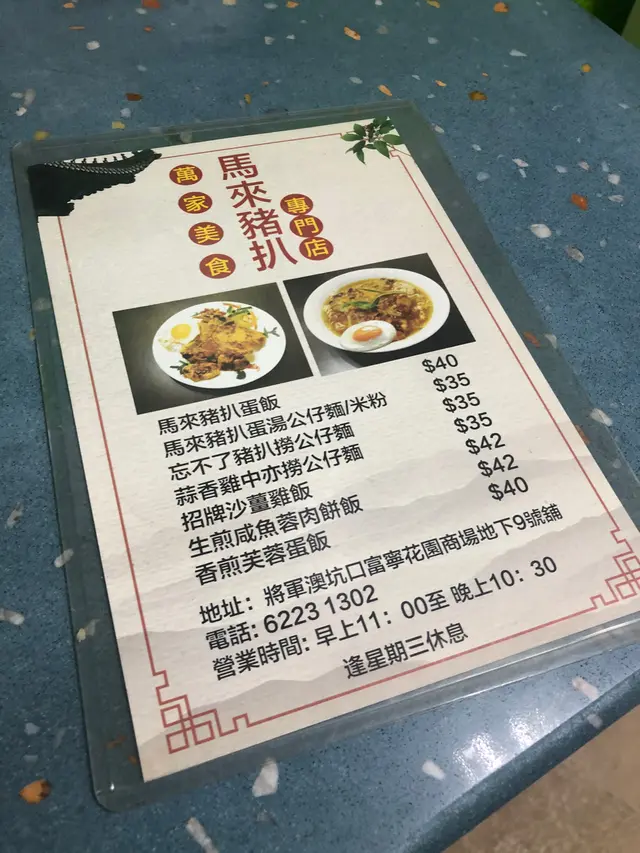 萬家美食
馬來豬扒
專門店
馬來豬扒蛋飯 $40
馬來豬扒蛋湯公仔麵/米粉 $35
忘不了豬扒撈公仔麵 $35
蒜香雞中亦撈公仔麵 $35
招牌沙薑雞飯 $42
生煎咸魚蓉肉餅飯 $42
香煎芙蓉蛋飯 $40
地址：將軍澳坑口富寧花園商場地下9號舖
電話: 6223 1302
營業時間: 早上11：00至 晚上10：30
逢星期三休息